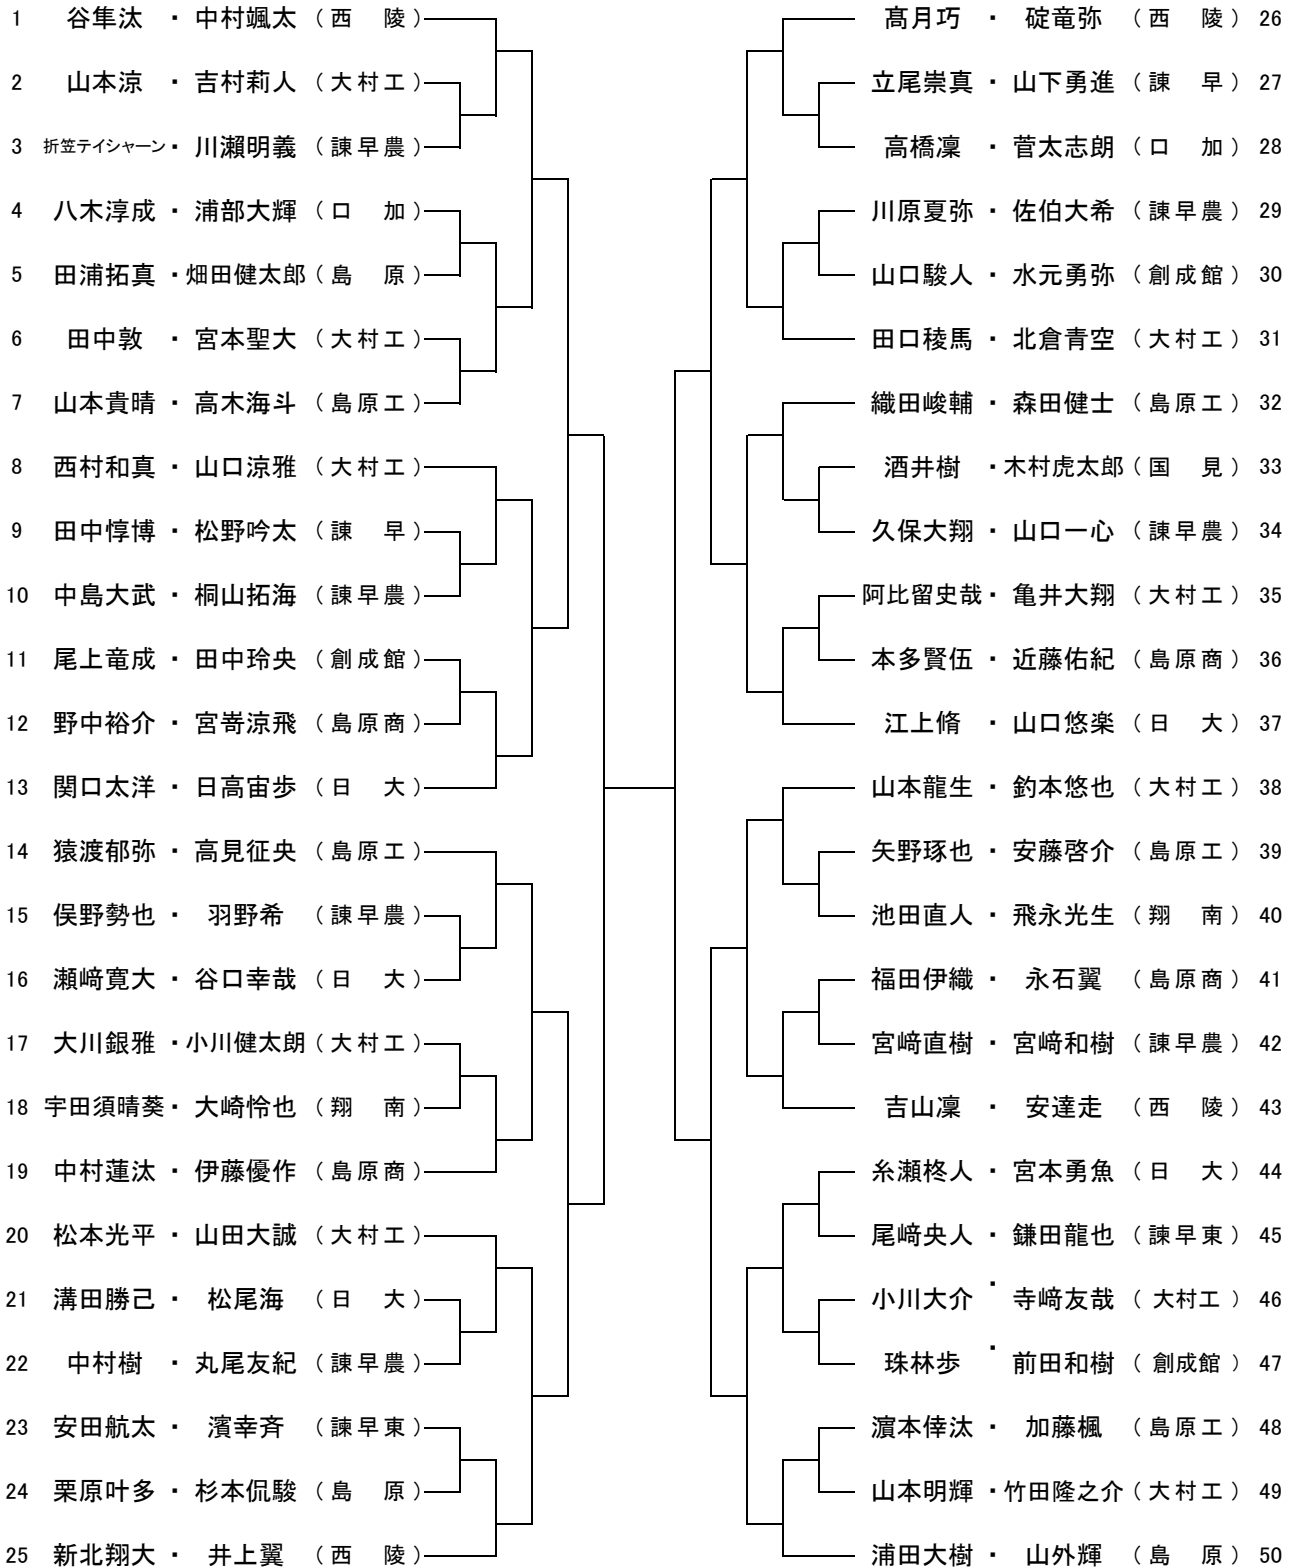 1 谷隼汰 ・ 中村颯太 （西　陵）
2 山本涼 ・ 吉村莉人 （大村工）
3 折笠テイシャーン ・ 川瀨明義 （諫早農）
4 八木淳成 ・ 浦部大輝 （口　加）
5 田浦拓真 ・ 畑田健太郎 （島　原）
6 田中敦 ・ 宮本聖大 （大村工）
7 山本貴晴 ・ 高木海斗 （島原工）
8 西村和真 ・ 山口涼雅 （大村工）
9 田中惇博 ・ 松野吟太 （諫　早）
10 中島大武 ・ 桐山拓海 （諫早農）
11 尾上竜成 ・ 田中玲央 （創成館）
12 野中裕介 ・ 宮嵜涼飛 （島原商）
13 関口太洋 ・ 日高宙歩 （日　大）
14 猿渡郁弥 ・ 高見征央 （島原工）
15 俣野勢也 ・ 羽野希 （諫早農）
16 瀬﨑寛大 ・ 谷口幸哉 （日　大）
17 大川銀雅 ・ 小川健太朗 （大村工）
18 宇田須晴葵 ・ 大崎怜也 （翔　南）
19 中村蓮汰 ・ 伊藤優作 （島原商）
20 松本光平 ・ 山田大誠 （大村工）
21 溝田勝己 ・ 松尾海 （日　大）
22 中村樹 ・ 丸尾友紀 （諫早農）
23 安田航太 ・ 濱幸斉 （諫早東）
24 栗原叶多 ・ 杉本侃駿 （島　原）
25 新北翔大 ・ 井上翼 （西　陵）
髙月巧 ・ 碇竜弥 （西　陵） 26
立尾崇真 ・ 山下勇進 （諫　早） 27
高橋凜 ・ 菅太志朗 （口　加） 28
川原夏弥 ・ 佐伯大希 （諫早農） 29
山口駿人 ・ 水元勇弥 （創成館） 30
田口稜馬 ・ 北倉青空 （大村工） 31
織田峻輔 ・ 森田健士 （島原工） 32
酒井樹 ・ 木村虎太郎 （国　見） 33
久保大翔 ・ 山口一心 （諫早農） 34
阿比留史哉 ・ 亀井大翔 （大村工） 35
本多賢伍 ・ 近藤佑紀 （島原商） 36
江上脩 ・ 山口悠楽 （日　大） 37
山本龍生 ・ 釣本悠也 （大村工） 38
矢野琢也 ・ 安藤啓介 （島原工） 39
池田直人 ・ 飛永光生 （翔　南） 40
福田伊織 ・ 永石翼 （島原商） 41
宮﨑直樹 ・ 宮﨑和樹 （諫早農） 42
吉山凜 ・ 安達走 （西　陵） 43
糸瀬柊人 ・ 宮本勇魚 （日　大） 44
尾﨑央人 ・ 鎌田龍也 （諫早東） 45
小川大介 ・ 寺﨑友哉 （大村工） 46
珠林歩 ・ 前田和樹 （創成館） 47
濵本倖汰 ・ 加藤楓 （島原工） 48
山本明輝 ・ 竹田隆之介 （大村工） 49
浦田大樹 ・ 山外輝 （島　原） 50